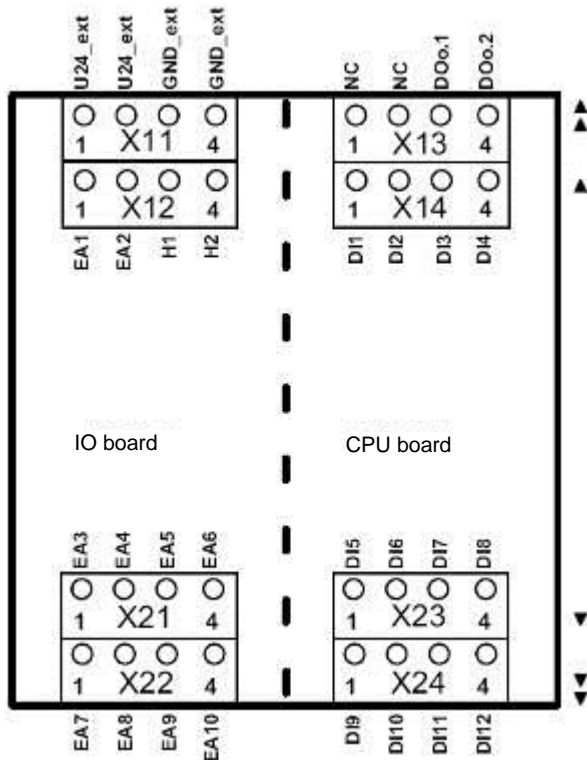 U24_ext U24_ext GND_ext GND_ext NC NC DOo.1 DOo.2
1 X11 4 1 X13 4
1 X12 4 1 X14 4
EA1 EA2 H1 H2 DI1 DI2 DI3 DI4
IO board CPU board
EA3 EA4 EA5 EA6 DI5 DI6 DI7 DI8
1 X21 4 1 X23 4
1 X22 4 1 X24 4
EA7 EA8 EA9 EA10 DI9 DI10 DI11 DI12